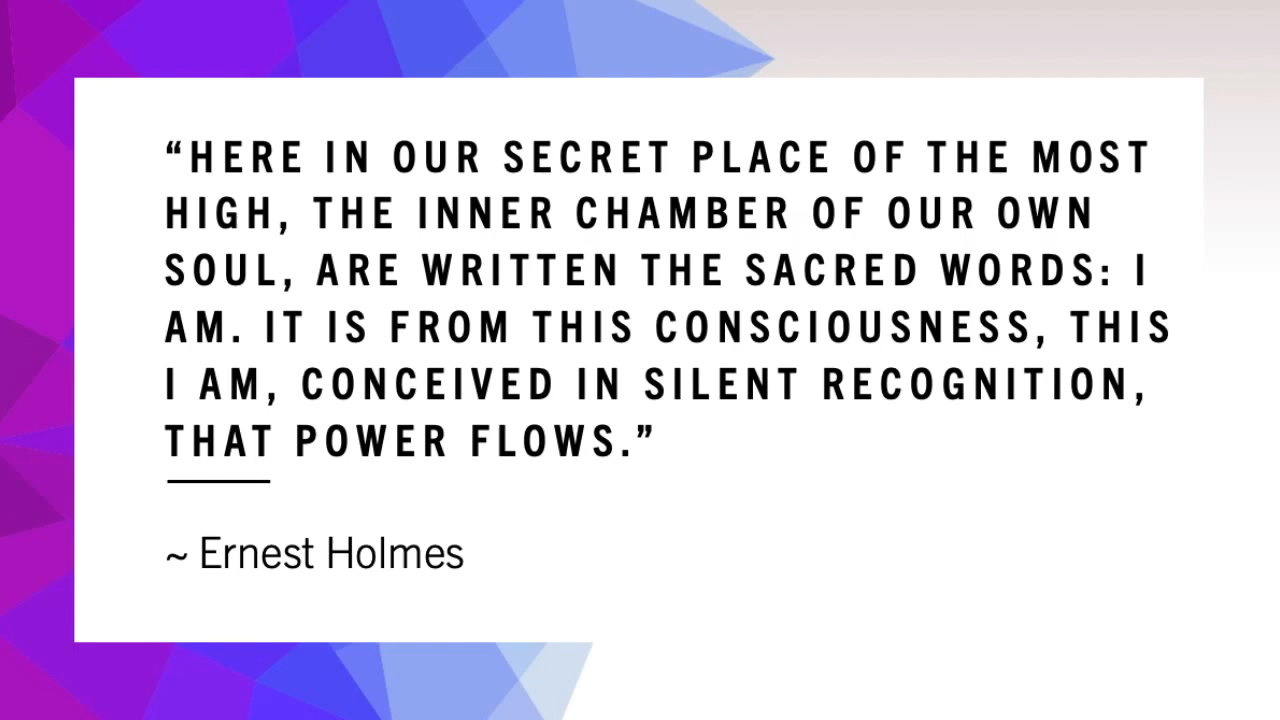 “HERE IN OUR SECRET PLACE OF THE MOST
HIGH, THE INNER CHAMBER OF OUR OWN
SOUL, ARE WRITTEN THE SACRED WORDS: I
AM. IT IS FROM THIS CONSCIOUSNESS, THIS
I AM, CONCEIVED IN SILENT RECOGNITION,
THAT POWER FLOWS.”
~ Ernest Holmes